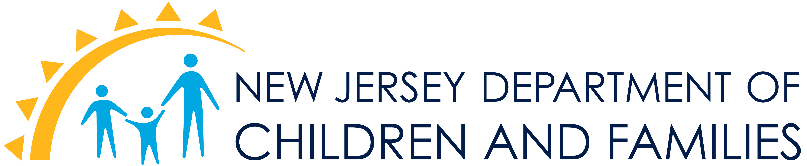 NEW JERSEY DEPARTMENT OF
CHILDREN AND FAMILIES